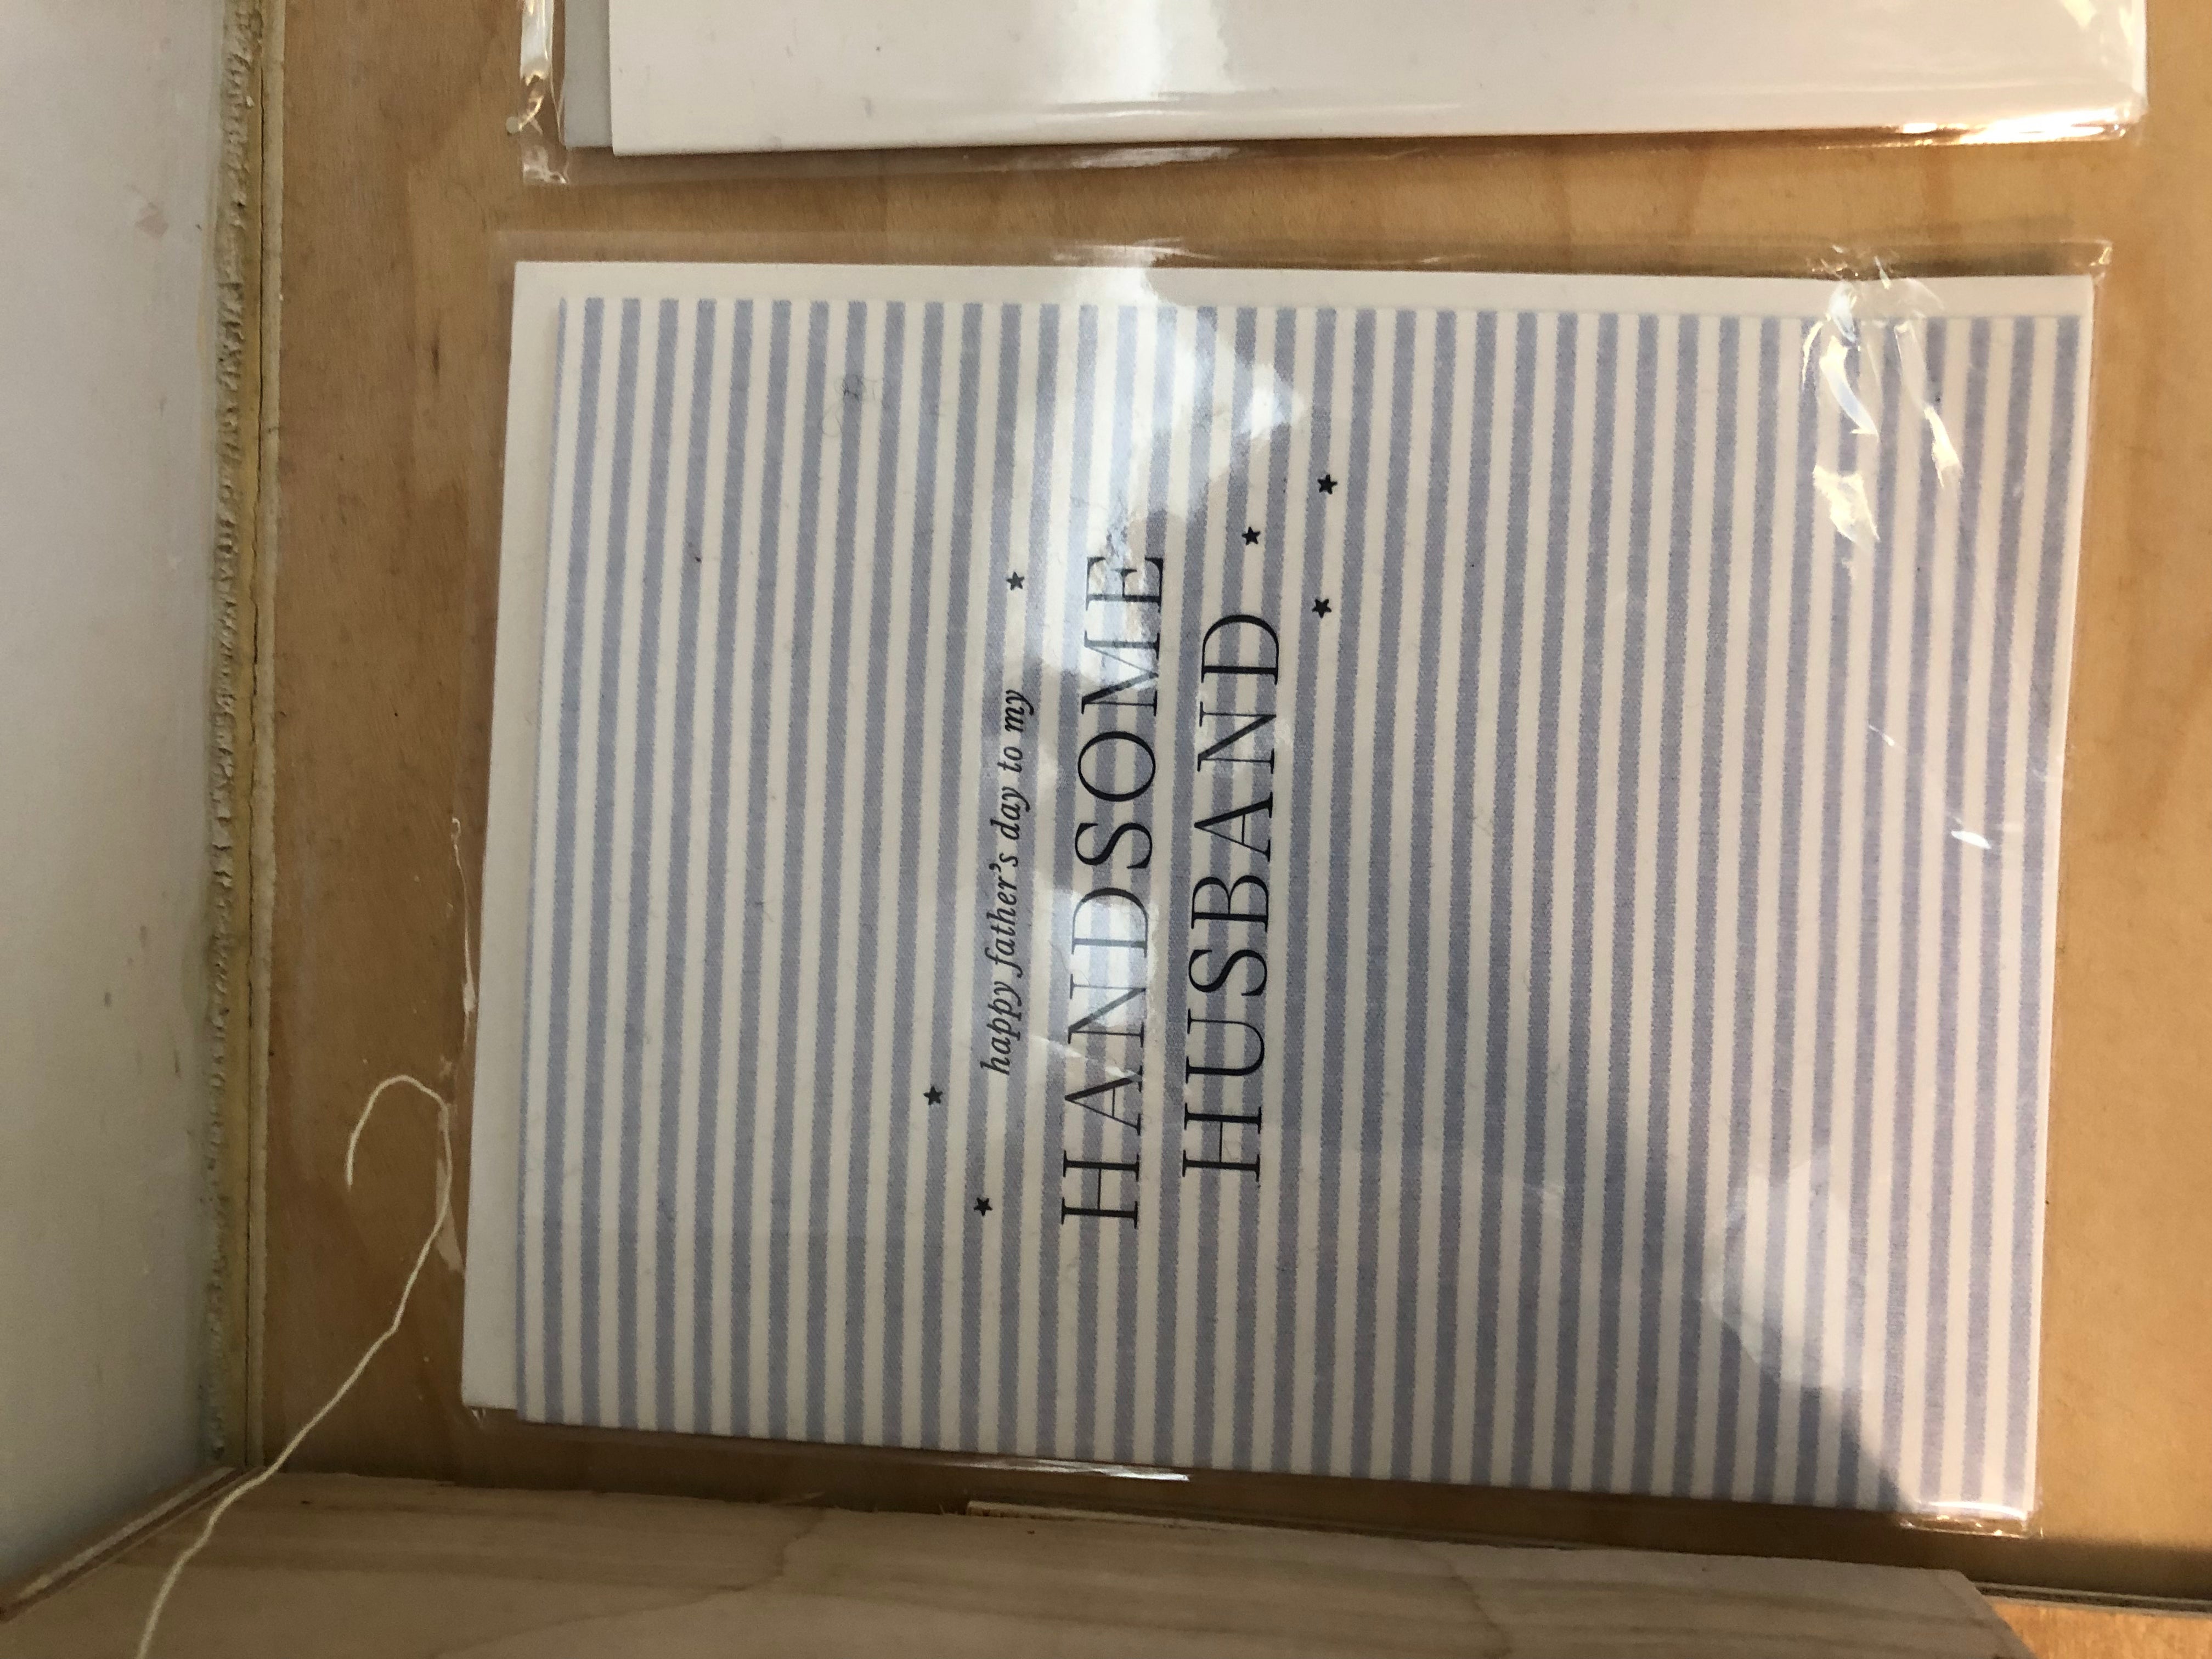 happy father's day to my
HANDSOME
HUSBAND